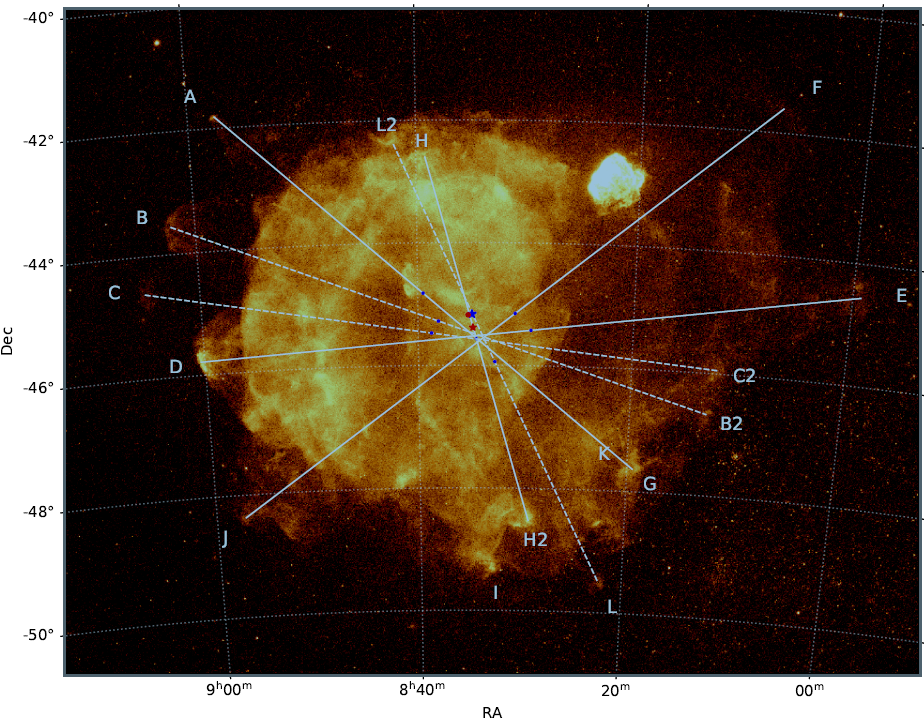 -40°
A
F
-42°
L2
H
B
-44°
C
E
Dec
D
-46°
C2
B2
K
G
-48°
J
H2
I
L
-50°
9ʰ00ᵐ
8ʰ40ᵐ
20ᵐ
00ᵐ
RA